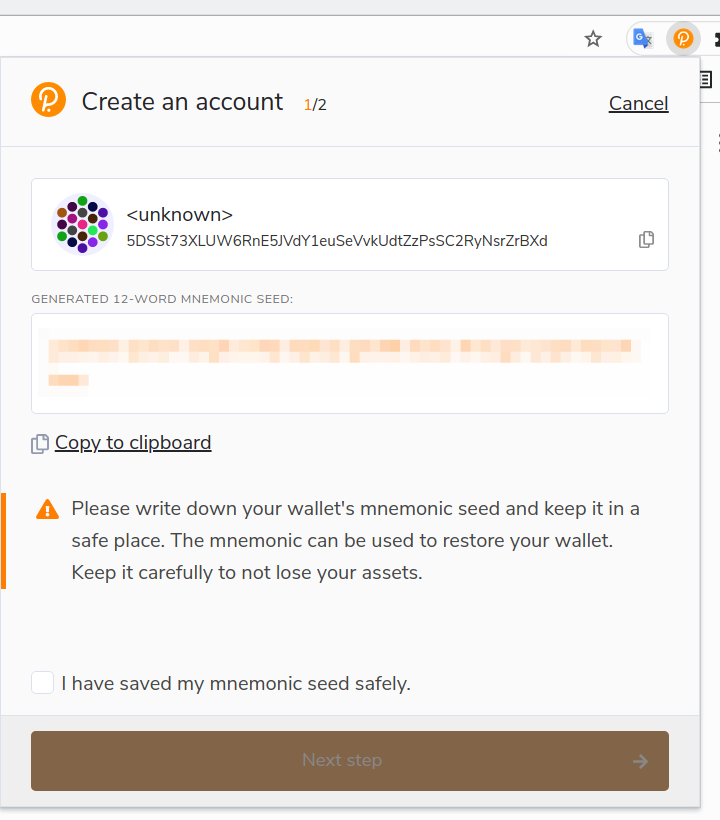 Create an account 1/2 Cancel
<unknown>
5DSSt73XLUW6RnE5JVdY1euSeVvkUdtZzPsSC2RyNsrZrBXd
GENERATED 12-WORD MNEMONIC SEED:
Copy to clipboard
Please write down your wallet's mnemonic seed and keep it in a
safe place. The mnemonic can be used to restore your wallet.
Keep it carefully to not lose your assets.
I have saved my mnemonic seed safely.
Next step